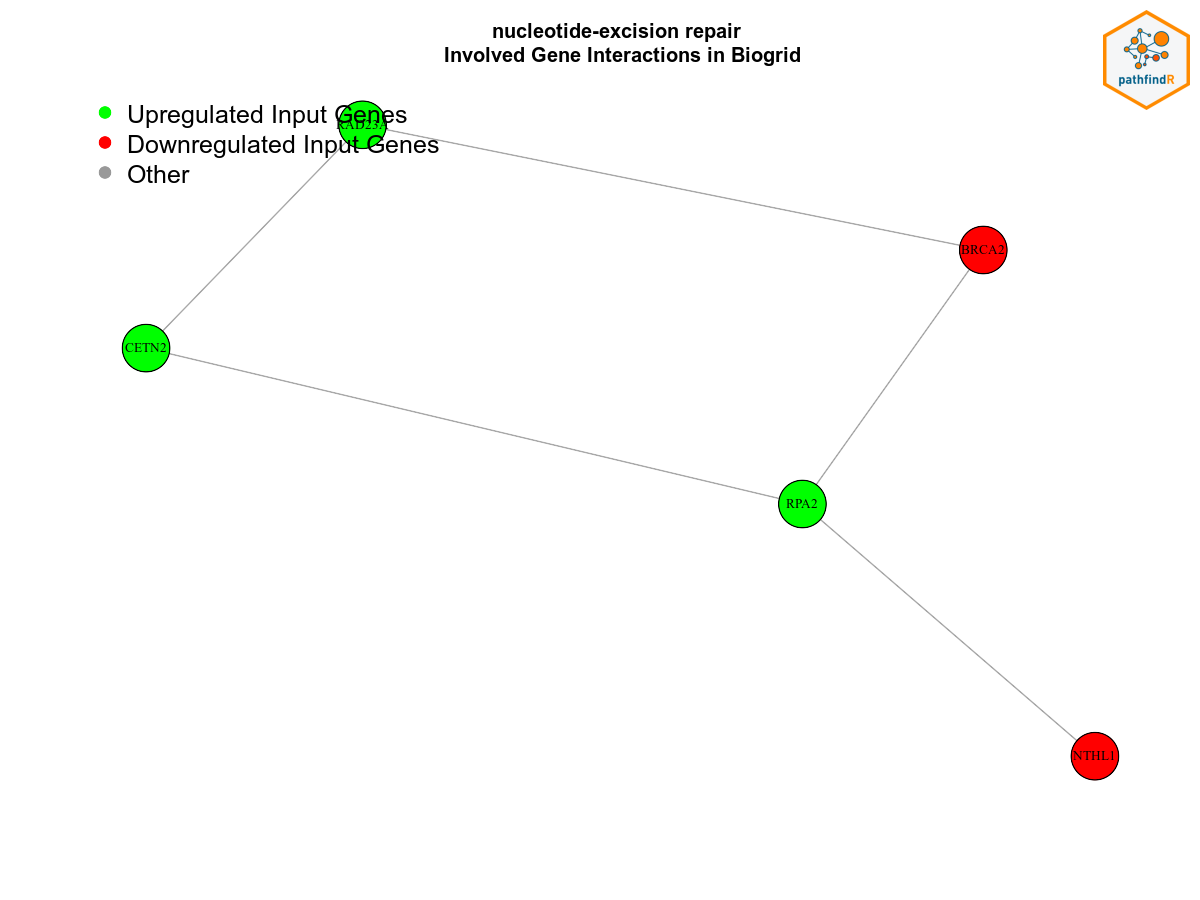 nucleotide-excision repair
Involved Gene Interactions in Biogrid
pathfindR
Upregulated Input Genes
RAD23A
Downregulated Input Genes
Other
BRCA2
CETN2
RPA2
NTHL1